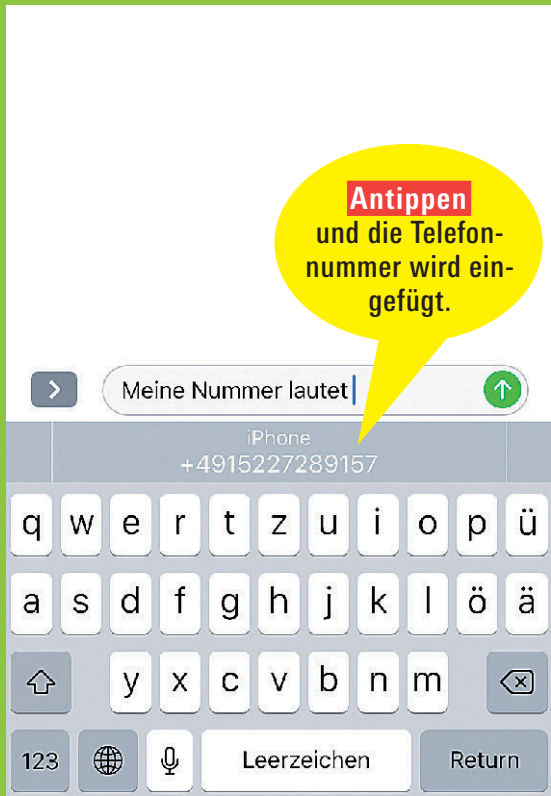 Antippen
und die Telefon-
nummer wird ein-
gefügt.
Meine Nummer lautet
iPhone
+4915227289157
q w e r t z u i o p ü
a s d f g h j k l ö ä
y x c v b n m
123 Leerzeichen Return